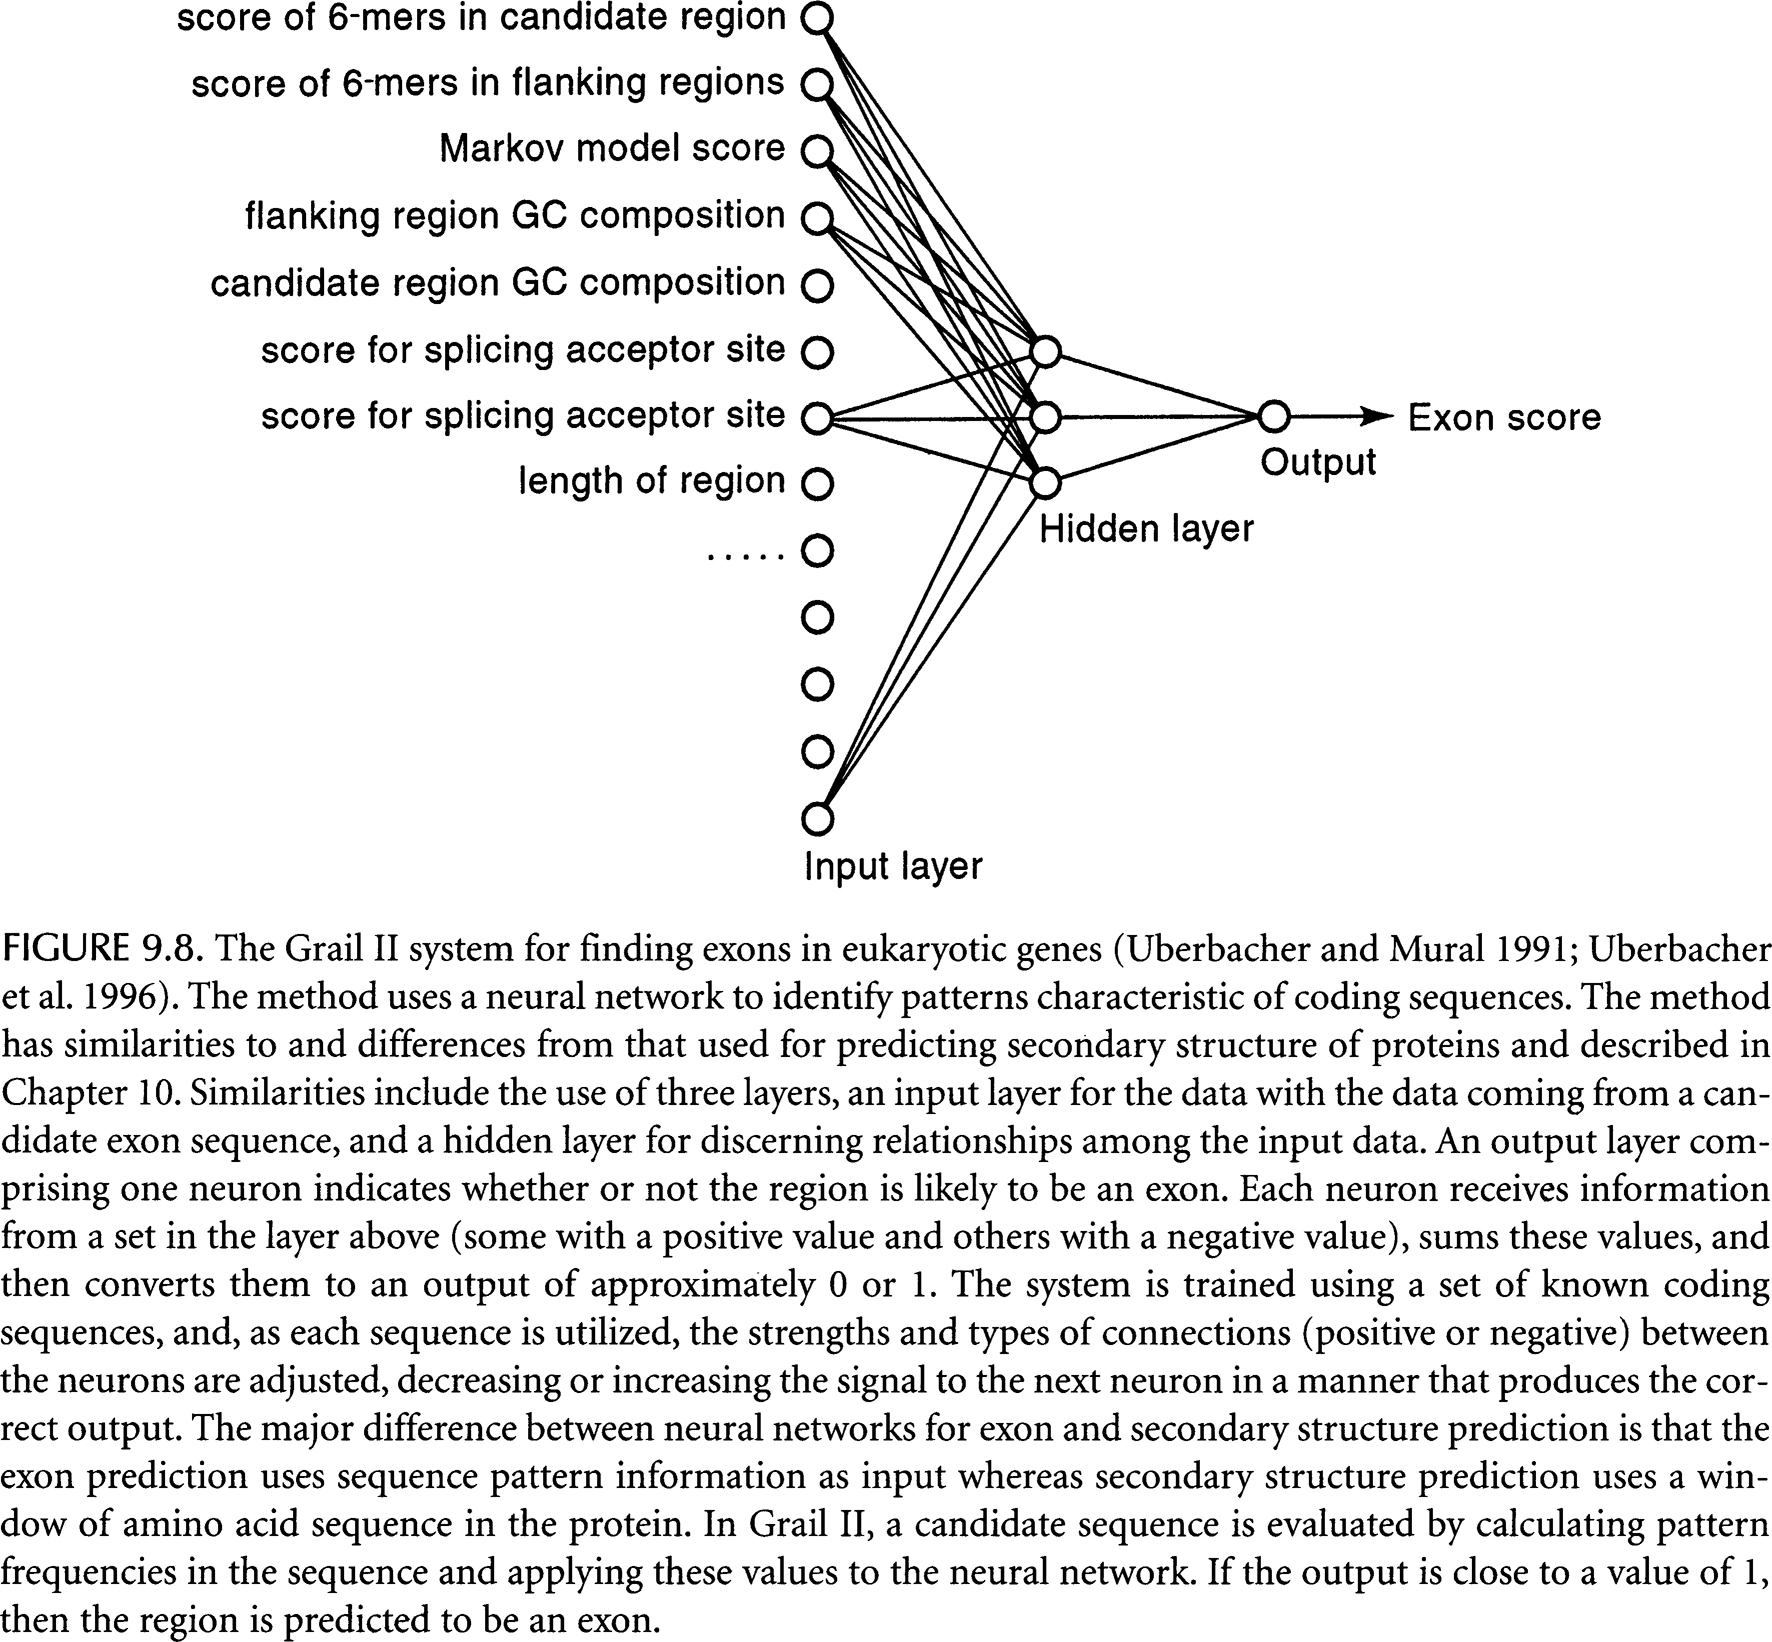 score of 6-mers in candidate region
score of 6-mers in flanking regions
Markov model score
flanking region GC composition
candidate region GC composition
score for splicing acceptor site
score for splicing acceptor site
length of region
.....
Exon score
Output
Hidden layer
Input layer
FIGURE 9.8. The Grail II system for finding exons in eukaryotic genes (Uberbacher and Mural 1991; Uberbacher
et al. 1996). The method uses a neural network to identify patterns characteristic of coding sequences. The method
has similarities to and differences from that used for predicting secondary structure of proteins and described in
Chapter 10. Similarities include the use of three layers, an input layer for the data with the data coming from a can-
didate exon sequence, and a hidden layer for discerning relationships among the input data. An output layer com-
prising one neuron indicates whether or not the region is likely to be an exon. Each neuron receives information
from a set in the layer above (some with a positive value and others with a negative value), sums these values, and
then converts them to an output of approximately 0 or 1. The system is trained using a set of known coding
sequences, and, as each sequence is utilized, the strengths and types of connections (positive or negative) between
the neurons are adjusted, decreasing or increasing the signal to the next neuron in a manner that produces the cor-
rect output. The major difference between neural networks for exon and secondary structure prediction is that the
exon prediction uses sequence pattern information as input whereas secondary structure prediction uses a win-
dow of amino acid sequence in the protein. In Grail II, a candidate sequence is evaluated by calculating pattern
frequencies in the sequence and applying these values to the neural network. If the output is close to a value of 1,
then the region is predicted to be an exon.